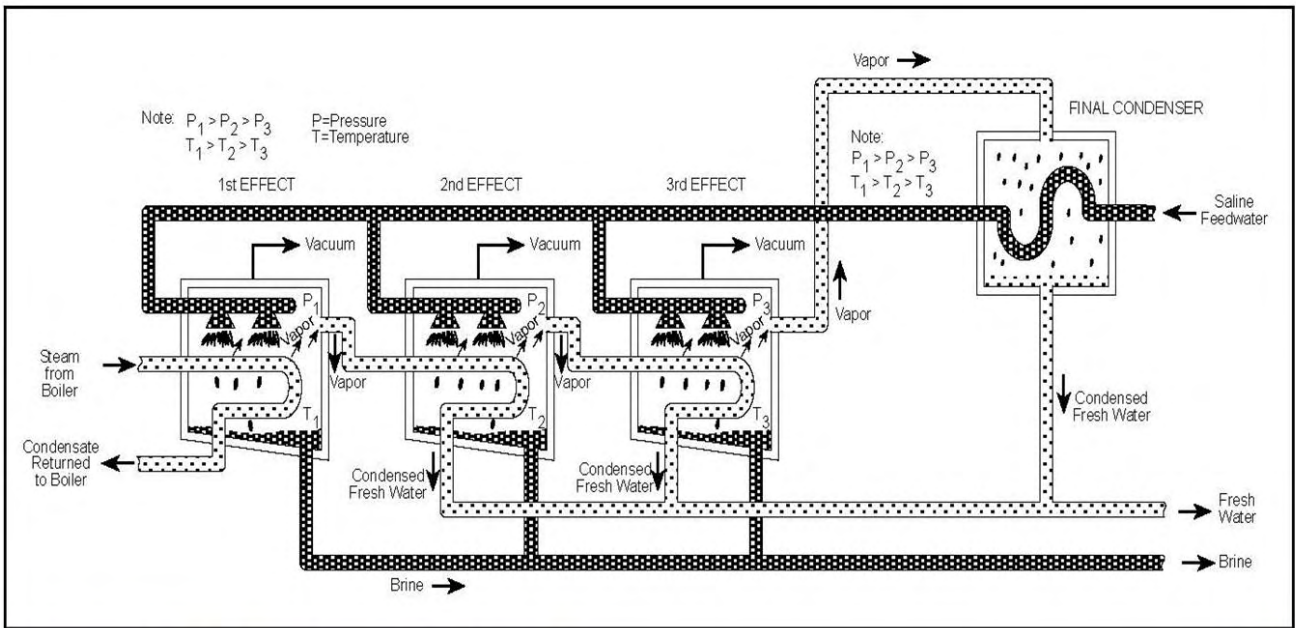 Vapor
FINAL CONDENSER
Note: P1 > P2 > P3
T1 > T2 > T3
P=Pressure
T=Temperature
Note:
P1 > P2 > P3
T1 > T2 > T3
1st EFFECT
2nd EFFECT
3rd EFFECT
Saline
Feedwater
Vacuum
Vacuum
Vacuum
P1
P2
P3
Vapor
Vapor
Vapor
Vapor
Steam
from
Boiler
Vapor
Vapor
T1
T2
T3
Condensed
Fresh Water
Condensate
Returned
to Boiler
Condensed
Fresh Water
Condensed
Fresh Water
Fresh
Water
Brine
Brine